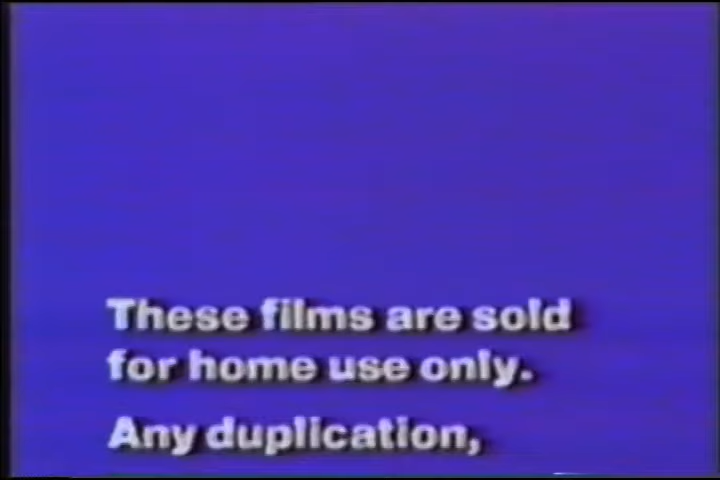 These films are sold
for home use only.
Any duplication,